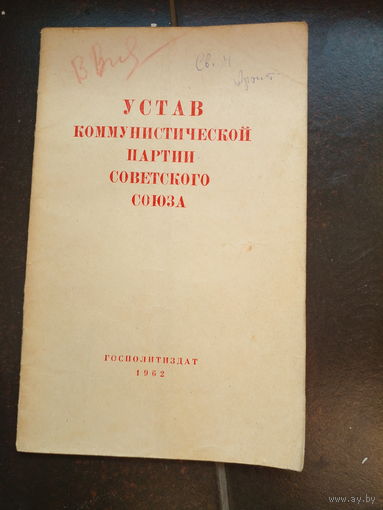 УСТАВ
КОММУНИСТИЧЕСКОЙ
ПАРТИИ
СОВЕТСКОГО
СОЮЗА
ГОСПОЛИТИЗДАТ
1962
www.ay.by